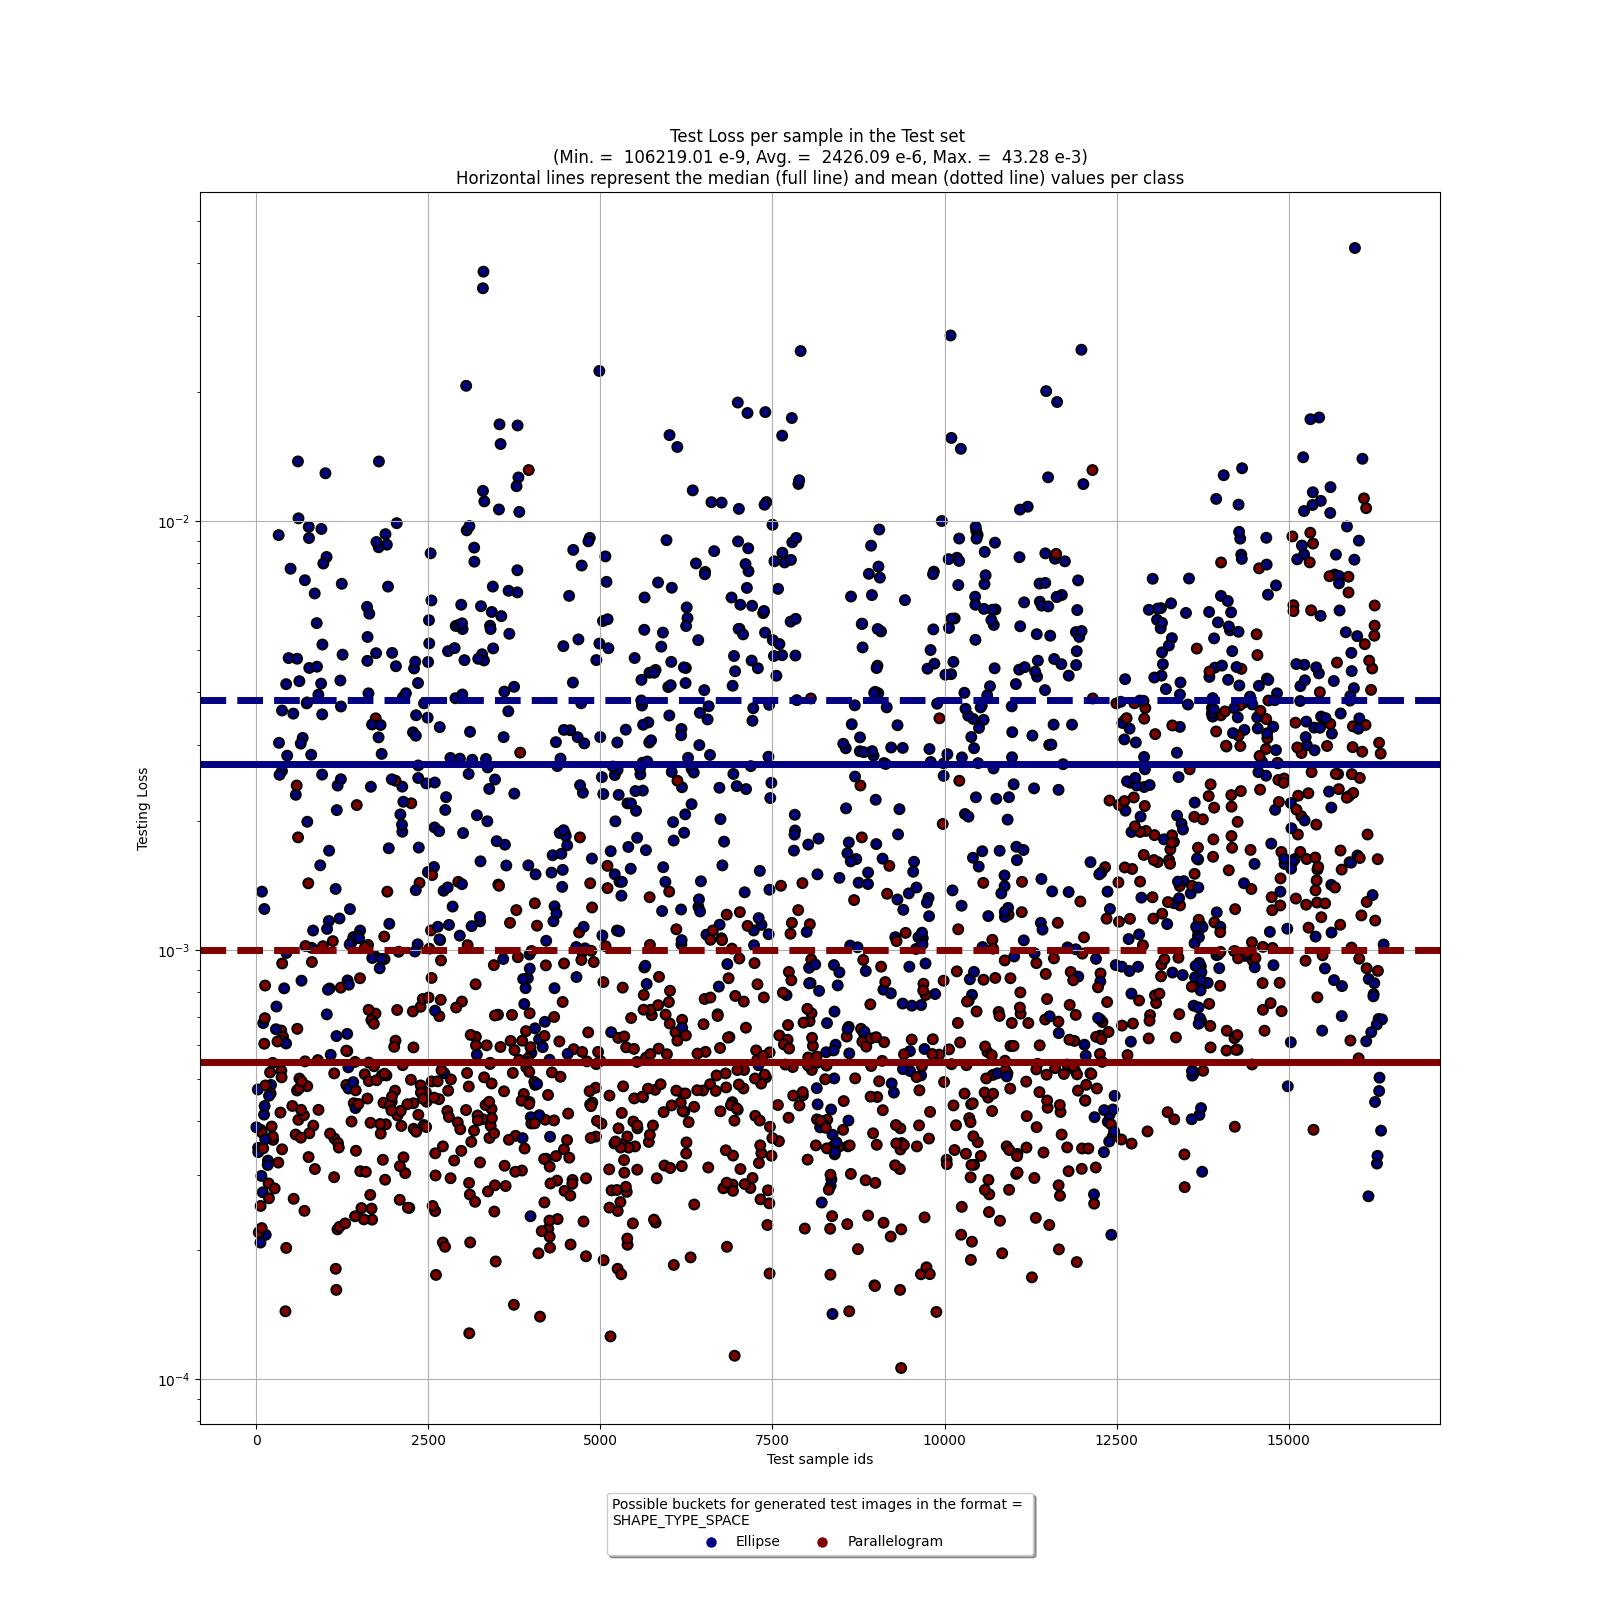 Test Loss per sample in the Test set
(Min. =  106219.01 e-9, Avg. =  2426.09 e-6, Max. =  43.28 e-3)
Horizontal lines represent the median (full line) and mean (dotted line) values per class
Testing Loss
10⁻²
10⁻³
10⁻⁴
0 2500 5000 7500 10000 12500 15000
Test sample ids
Possible buckets for generated test images in the format =
SHAPE_TYPE_SPACE
Ellipse Parallelogram